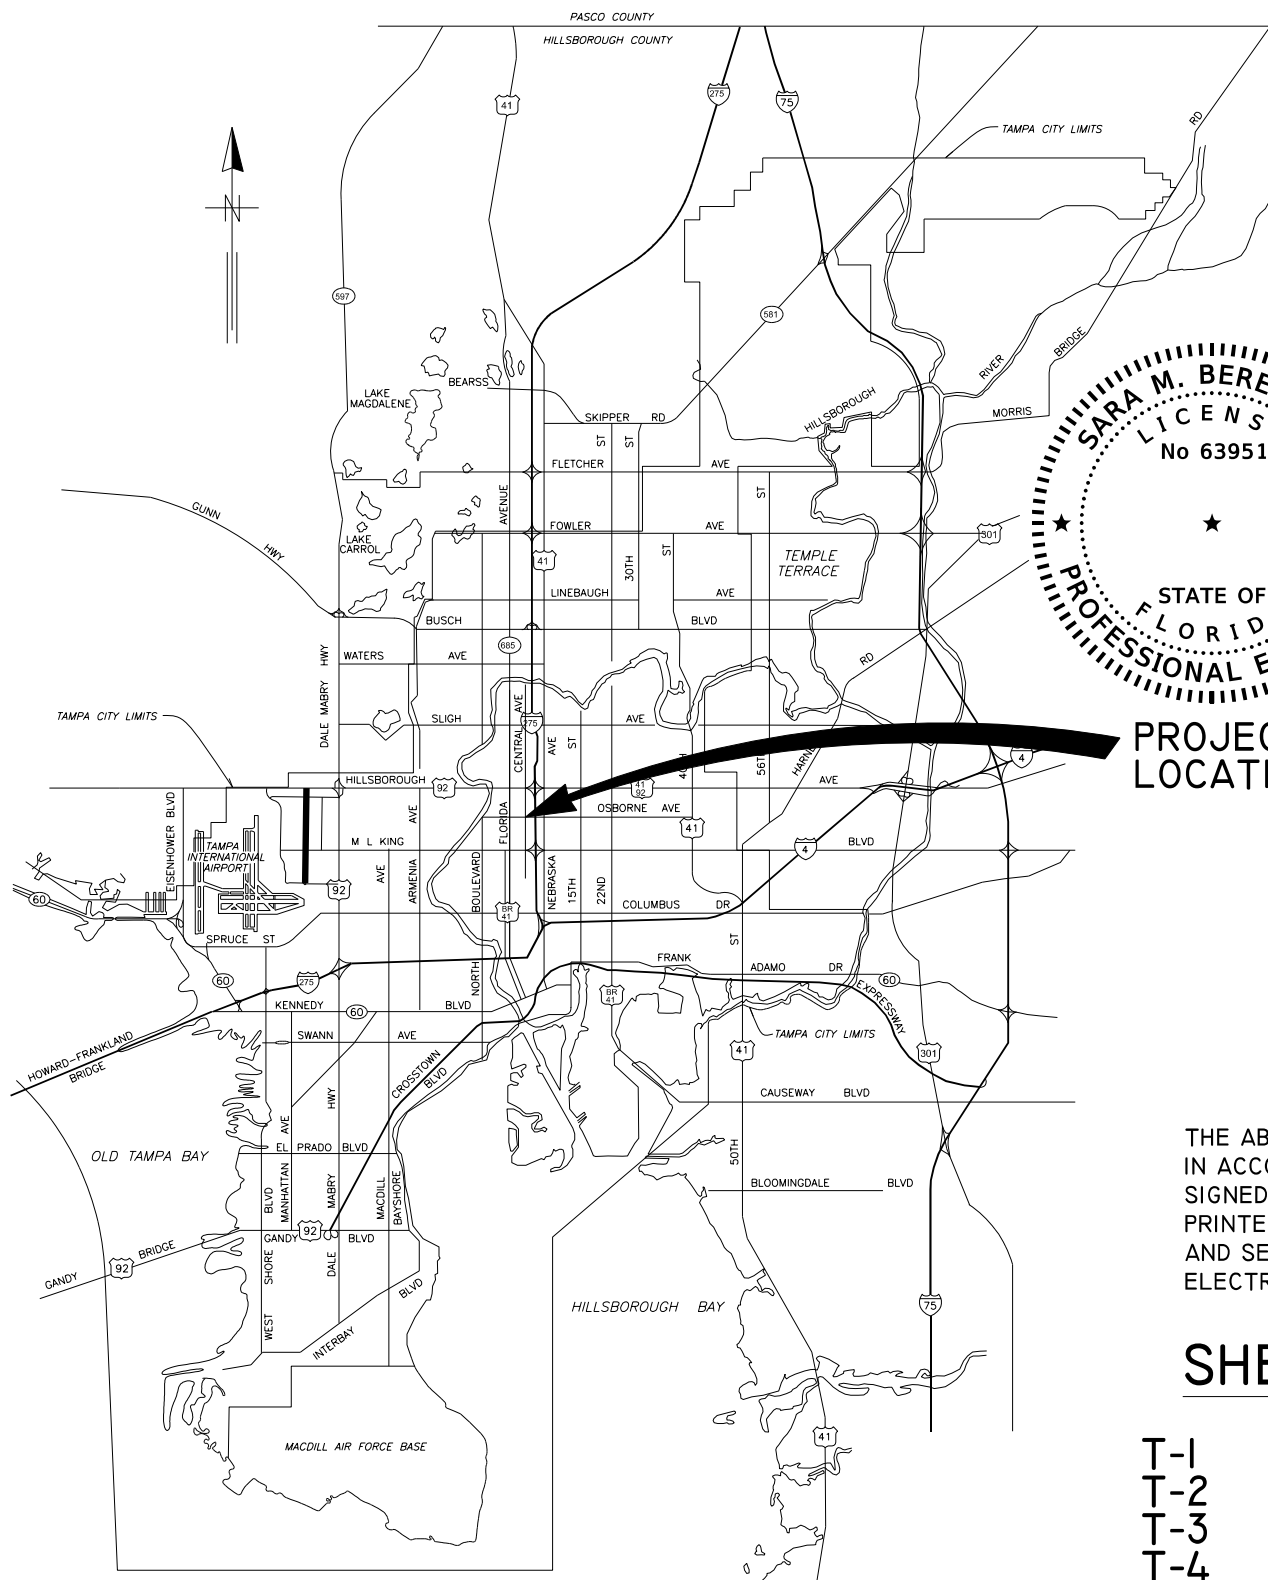 PASCO COUNTY
HILLSBOROUGH COUNTY
275
75
41
TAMPA CITY LIMITS
RD
N
597
581
BRIDGE
RIVER
LAKE
MAGDALENE
BEARSS
HILLSBOROUGH
MORRIS
SKIPPER RD
ST
ST
FLETCHER AVE
ST
AVENUE
GUNN
HWY
LAKE
CARROL
FOWLER AVE
301
41
30TH
ST
TEMPLE
TERRACE
LINEBAUGH AVE
BUSCH BLVD
685
WATERS AVE
RD
DALE MABRY HWY
TAMPA CITY LIMITS
SLIGH AVE
CENTRAL AVE
275
AVE
ST
56TH
4
HILLSBOROUGH
92
41
92
AVE
OSBORNE AVE
41
EISENHOWER BLVD
FLORIDA
AVE
M L KING BLVD
4
TAMPA
INTERNATIONAL
AIRPORT
AVE
ARMENIA
BOULEVARD
NEBRASKA
15TH
22ND
60
92
BR
41
COLUMBUS DR
SPRUCE ST
ST
FRANK
ADAMO DR
60
NORTH
60
275
BR
41
EXPRESSWAY
KENNEDY
60
BLVD
SWANN AVE
TAMPA CITY LIMITS
41
301
HOWARD-FRANKLAND
BRIDGE
CROSSTOWN
BLVD
HWY
CAUSEWAY BLVD
AVE
EL PRADO BLVD
OLD TAMPA BAY
50TH
BLVD
MANHATTAN
MABRY
MACDILL
BAYSHORE
BLOOMINGDALE BLVD
GANDY
92
BLVD
BRIDGE
92
GANDY
SHORE
DALE
BLVD
WEST
INTERBAY
HILLSBOROUGH BAY
75
MACDILL AIR FORCE BASE
41
SARA M. BERE
LICENS
No 63951
STATE OF
FLORID
PROFESSIONAL E
PROJEC
LOCATI
THE AB
IN ACCO
SIGNED
PRINTE
AND SE
ELECTR
SHE
T-1
T-2
T-3
T-4